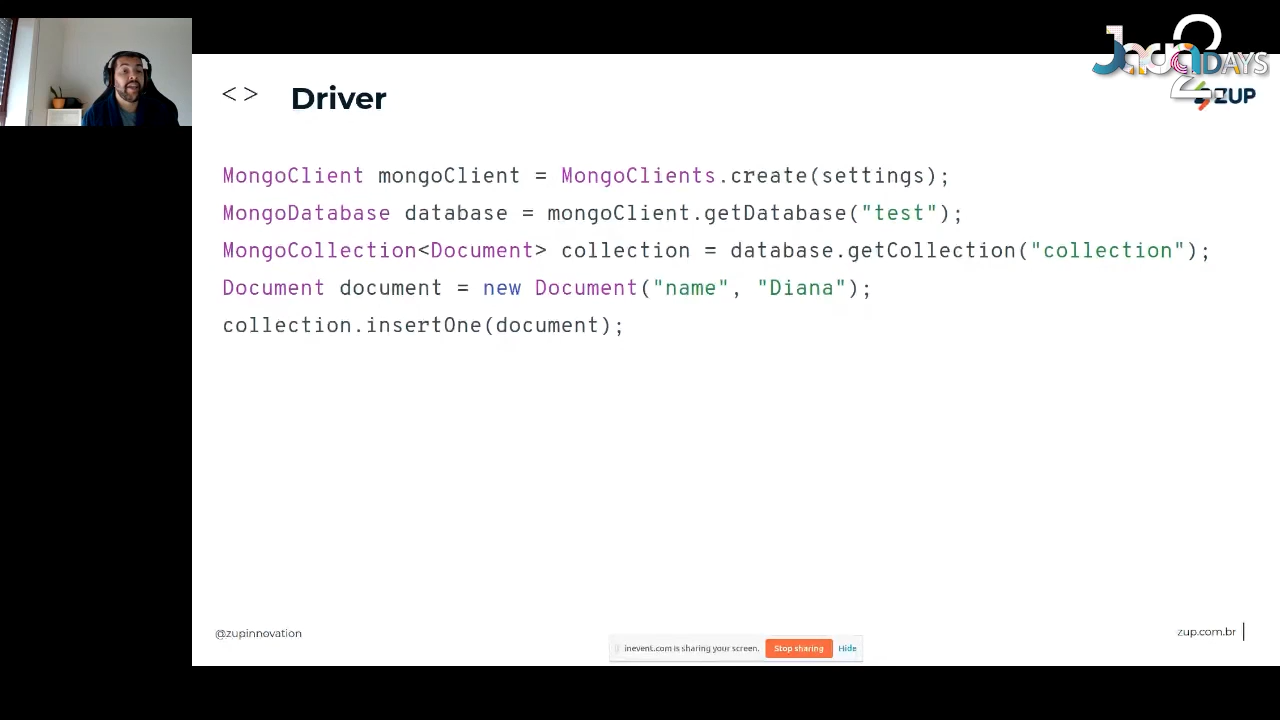 DAYS
ZUP
< > Driver
MongoClient mongoClient = MongoClients.create(settings);
MongoDatabase database = mongoClient.getDatabase("test");
MongoCollection<Document> collection = database.getCollection("collection");
Document document = new Document("name", "Diana");
collection.insertOne(document);
@zupinnovation
zup.com.br
inevent.com is sharing your screen.
Stop sharing
Hide